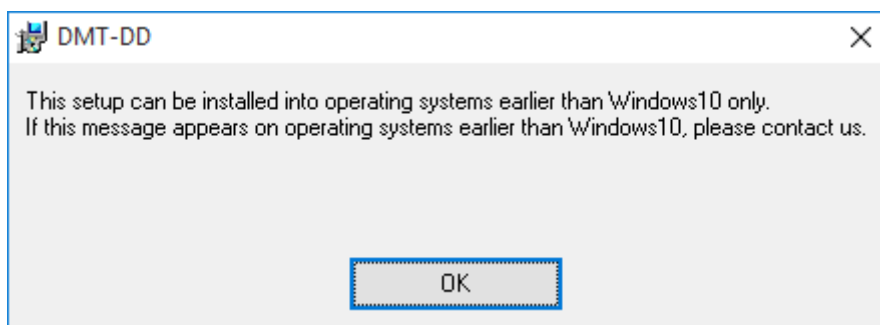 DMT-DD
This setup can be installed into operating systems earlier than Windows10 only.
If this message appears on operating systems earlier than Windows10, please contact us.
OK